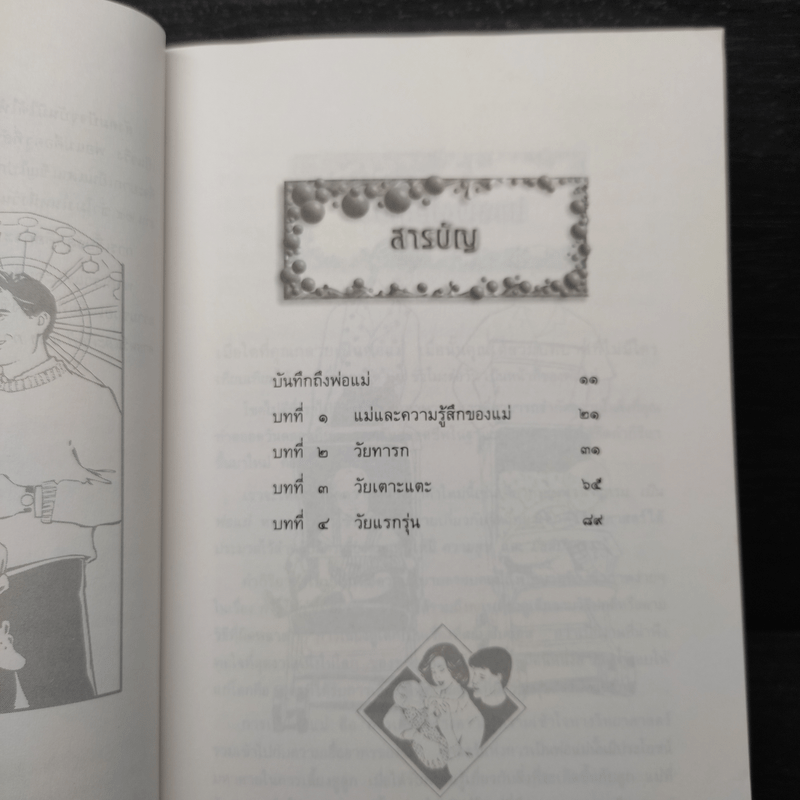 สารบัญ
บันทึกถึงพ่อแม่ ๑๑
บทที่ ๑ แม่และความรู้สึกของแม่ ๒๑
บทที่ ๒ วัยทารก ๓๑
บทที่ ๓ วัยเตาะแตะ ๖๕
บทที่ ๔ วัยแรกรุ่น ๘๙